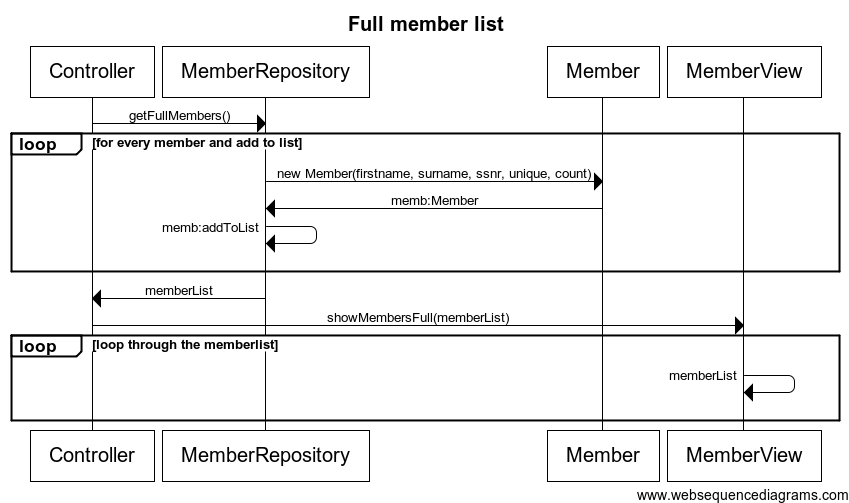 Full member list
Controller MemberRepository Member MemberView
getFullMembers()
loop [for every member and add to list]
new Member(firstname, surname, ssnr, unique, count)
memb:Member
memb:addToList
memberList
showMembersFull(memberList)
loop [loop through the memberlist]
memberList
Controller MemberRepository Member MemberView
www.websequencediagrams.com